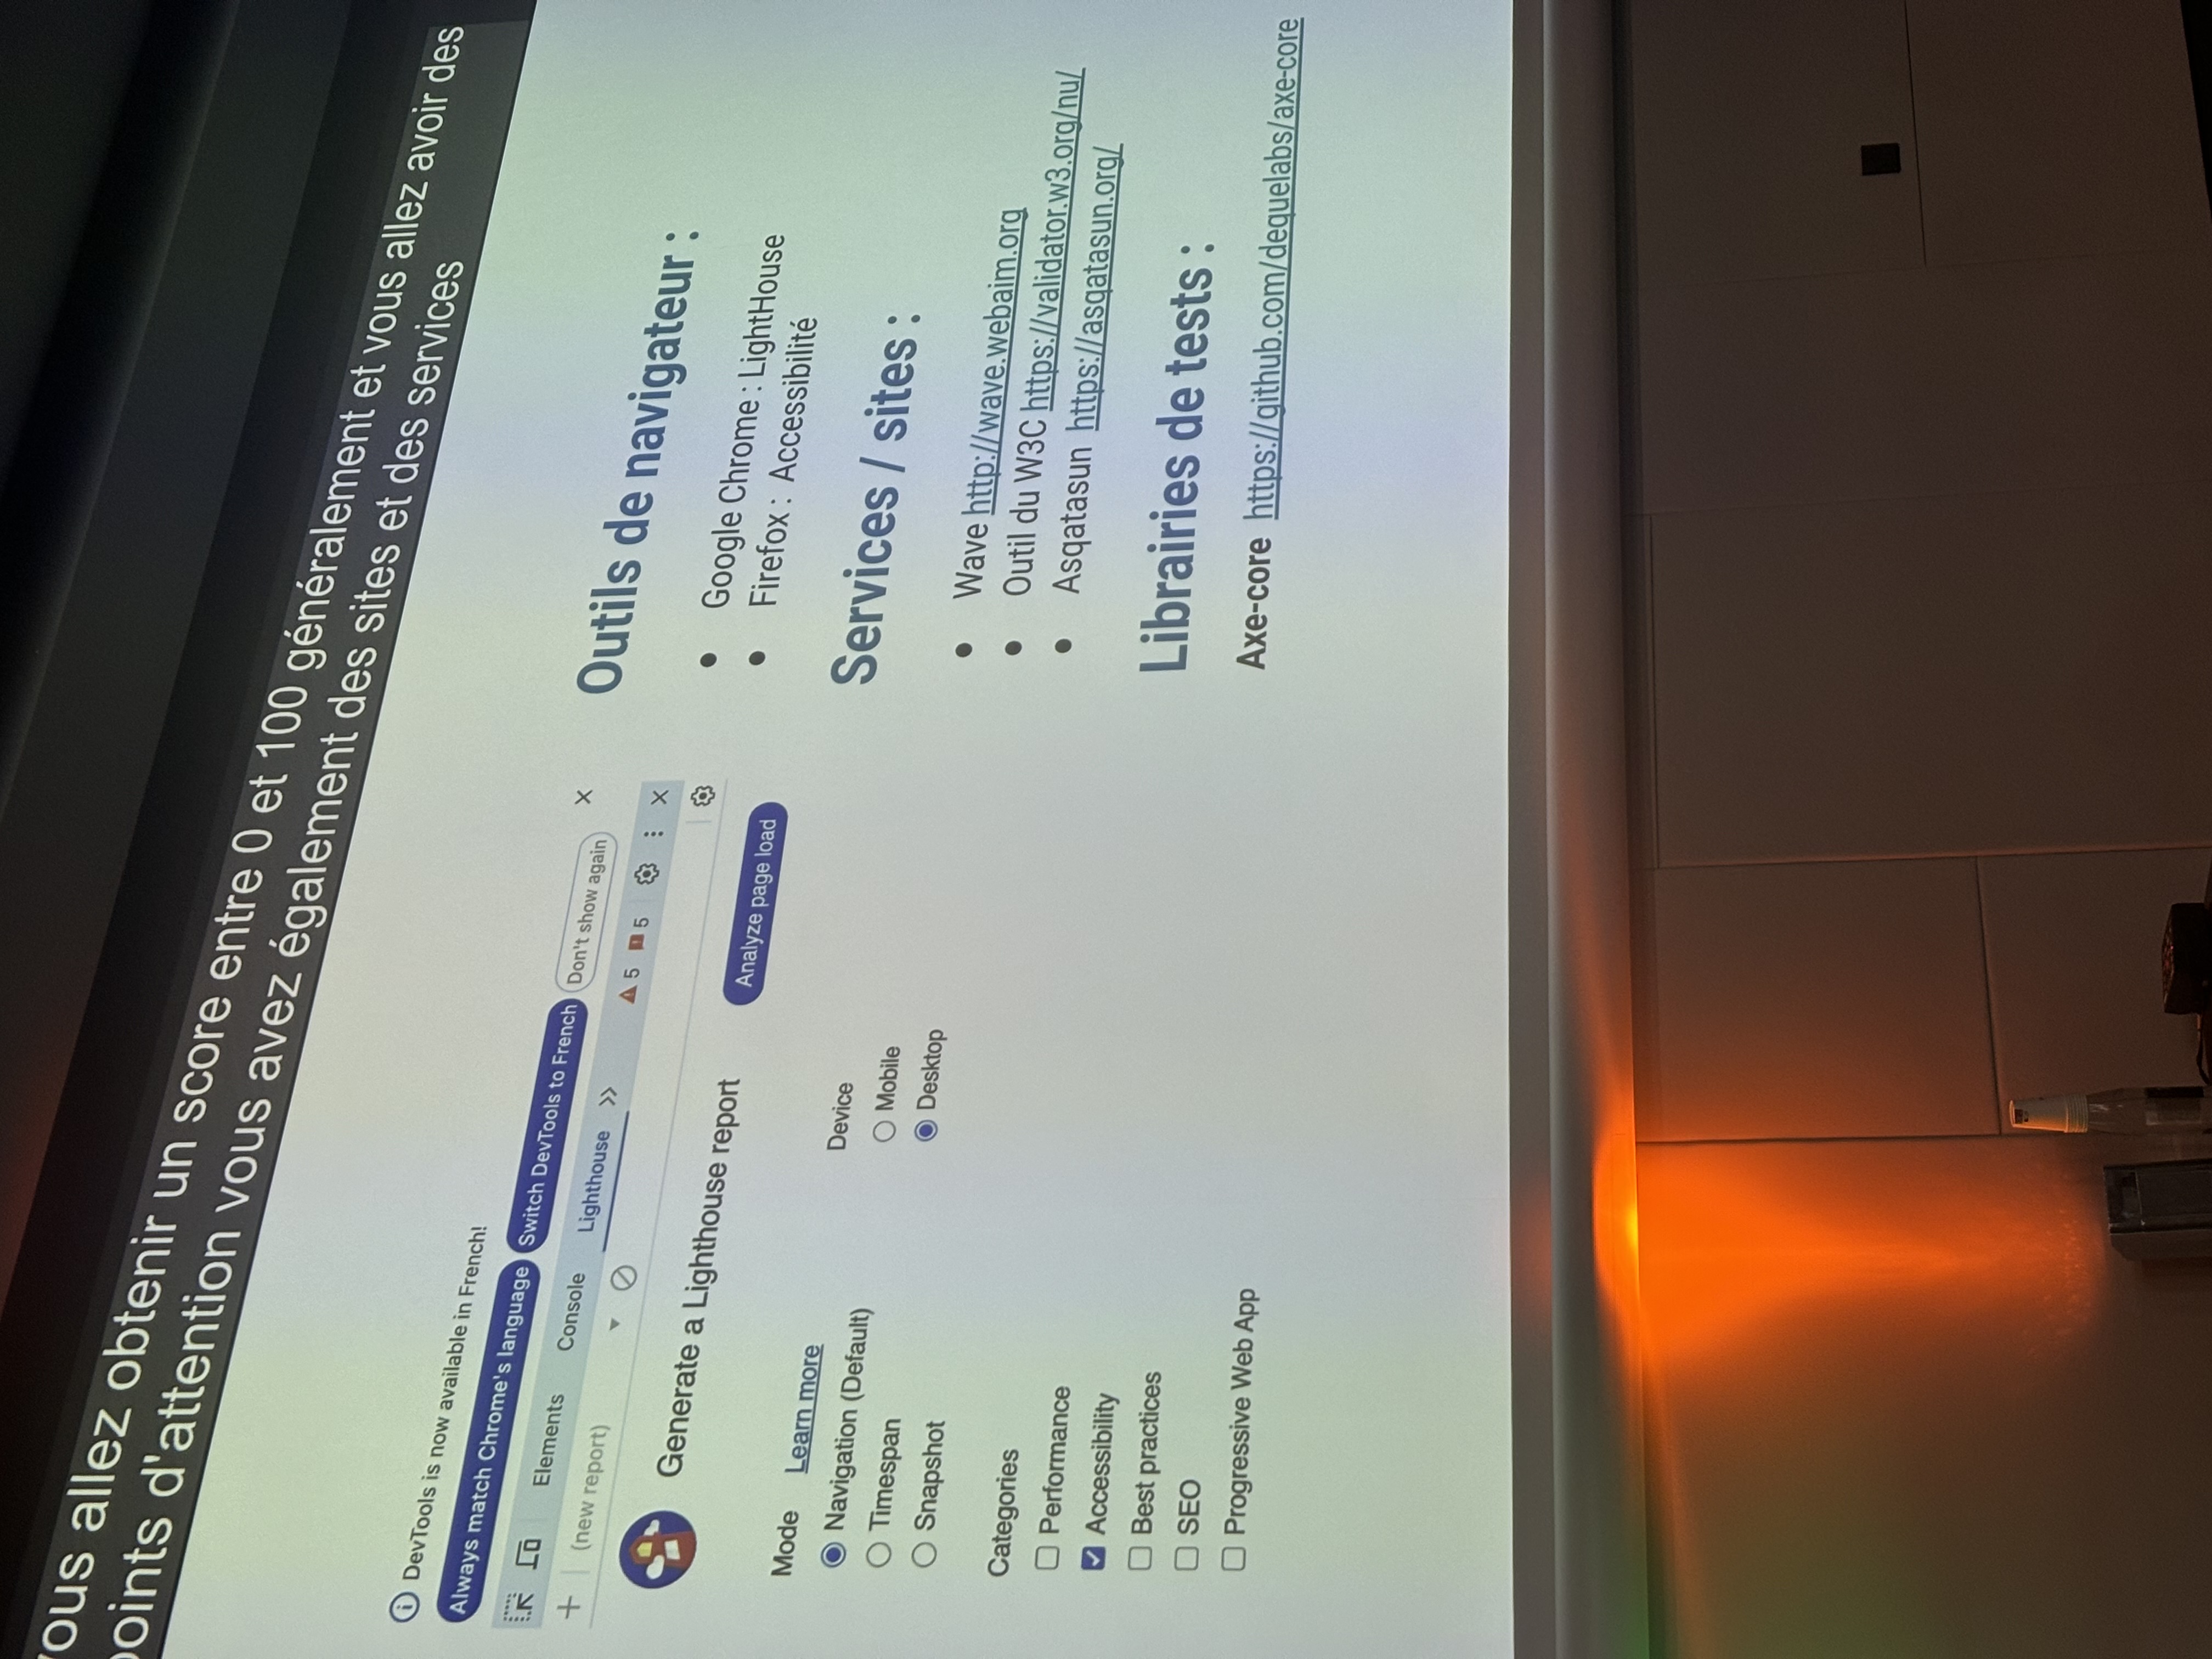 vous allez obtenir un score entre 0 et 100 généralement et vous allez avoir des
points d'attention vous avez également des sites et des services
DevTools is now available in French!
Always match Chrome's language
Switch DevTools to French
Don't show again
Elements
Console
Lighthouse
5
5
(new report)
Generate a Lighthouse report
Analyze page load
Mode
Learn more
Navigation (Default)
Timespan
Snapshot
Device
Mobile
Desktop
Categories
Performance
Accessibility
Best practices
SEO
Progressive Web App
Outils de navigateur :
Google Chrome : LightHouse
Firefox : Accessibilité
Services / sites :
Wave http://wave.webaim.org
Outil du W3C https://validator.w3.org/nu/
Asqatasun https://asqatasun.org/
Librairies de tests :
Axe-core https://github.com/dequelabs/axe-core